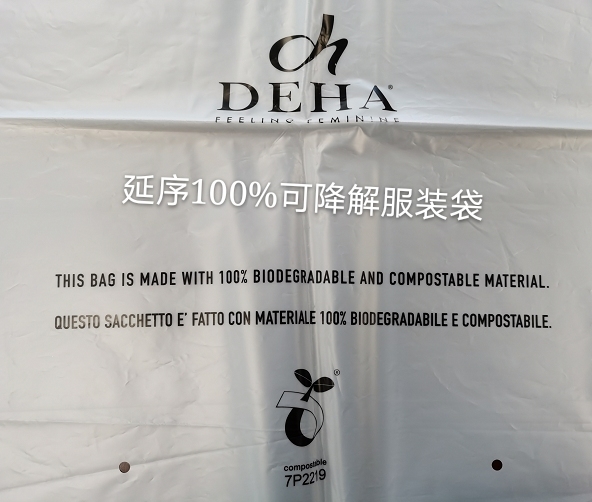 dh
DEHA®
FEELING FEMININE
延序100%可降解服装袋
THIS BAG IS MADE WITH 100% BIODEGRADABLE AND COMPOSTABLE MATERIAL.
QUESTO SACCHETTO E' FATTO CON MATERIALE 100% BIODEGRADABILE E COMPOSTABILE.
®
compostable
7P2219